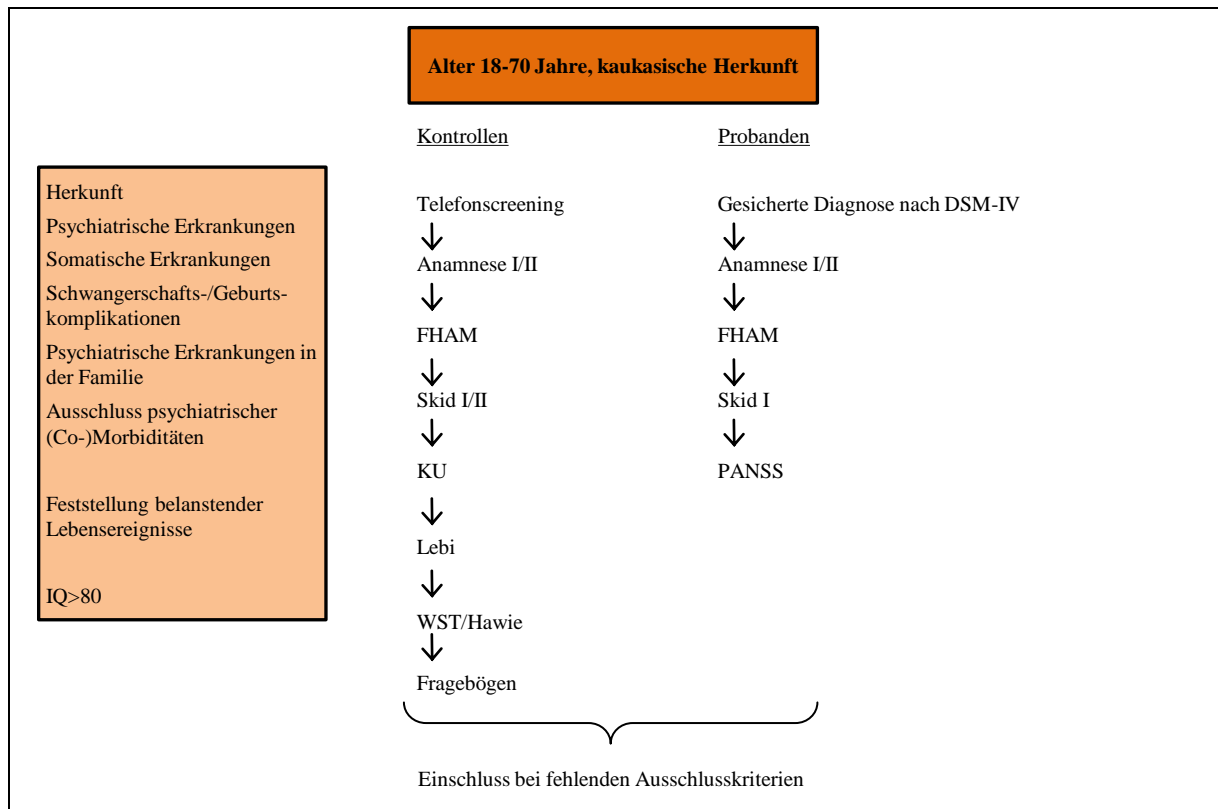 Alter 18-70 Jahre, kaukasische Herkunft
Kontrollen
Probanden
Herkunft
Psychiatrische Erkrankungen
Somatische Erkrankungen
Schwangerschafts-/Geburts-
komplikationen
Psychiatrische Erkrankungen in
der Familie
Ausschluss psychiatrischer
(Co-)Morbiditäten
Feststellung belanstender
Lebensereignisse
IQ>80
Telefonscreening
Anamnese I/II
FHAM
Skid I/II
KU
Lebi
WST/Hawie
Fragebögen
Gesicherte Diagnose nach DSM-IV
Anamnese I/II
FHAM
Skid I
PANSS
Einschluss bei fehlenden Ausschlusskriterien